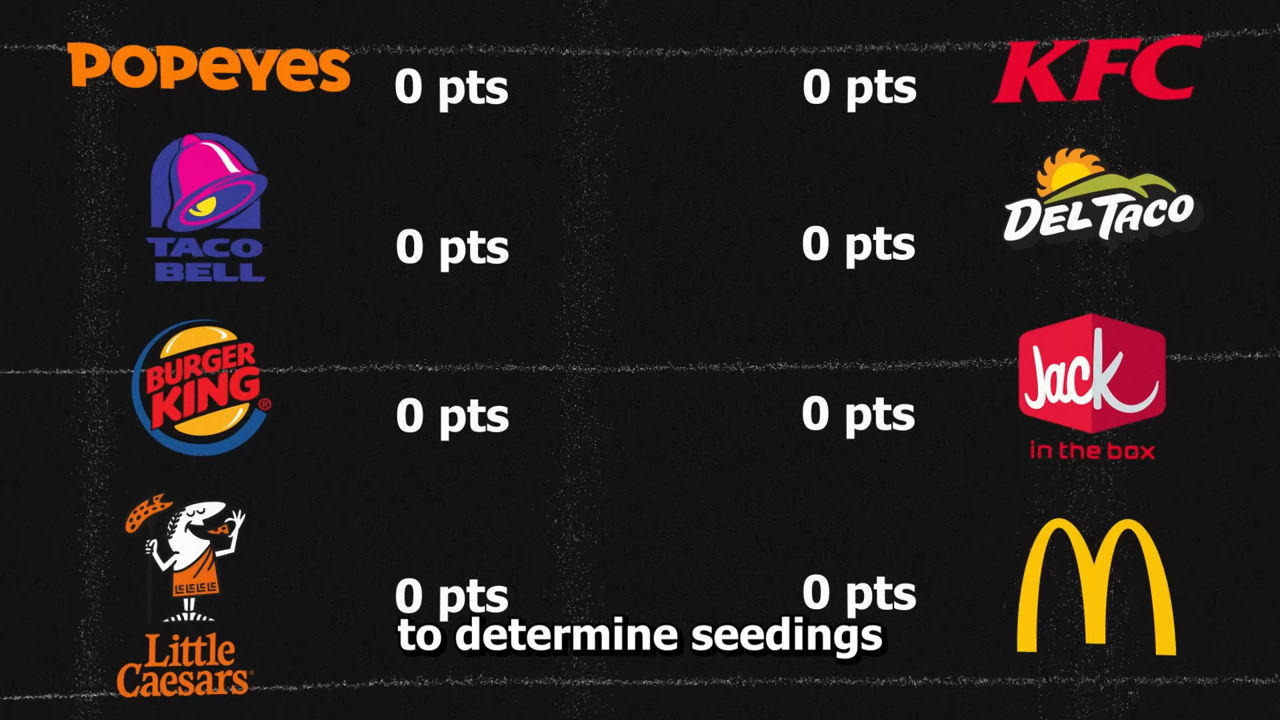 POPEYES
0 pts
0 pts
KFC
TACO
BELL
0 pts
0 pts
DEL TACO
BURGER
KING®
0 pts
0 pts
Jack
in the box
0 pts
0 pts
to determine seedings
Little
Caesars